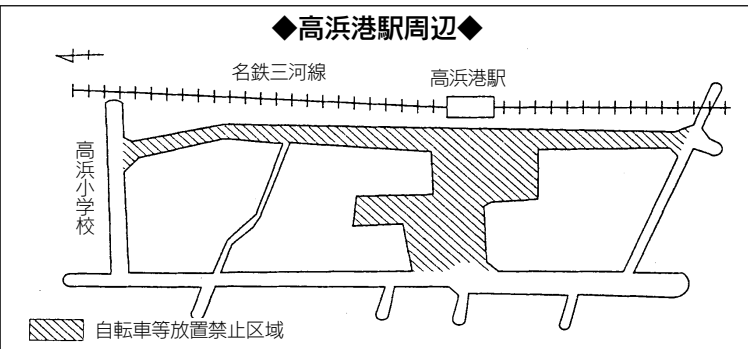 ◆高浜港駅周辺◆
名鉄三河線
高浜港駅
高浜小学校
自転車等放置禁止区域